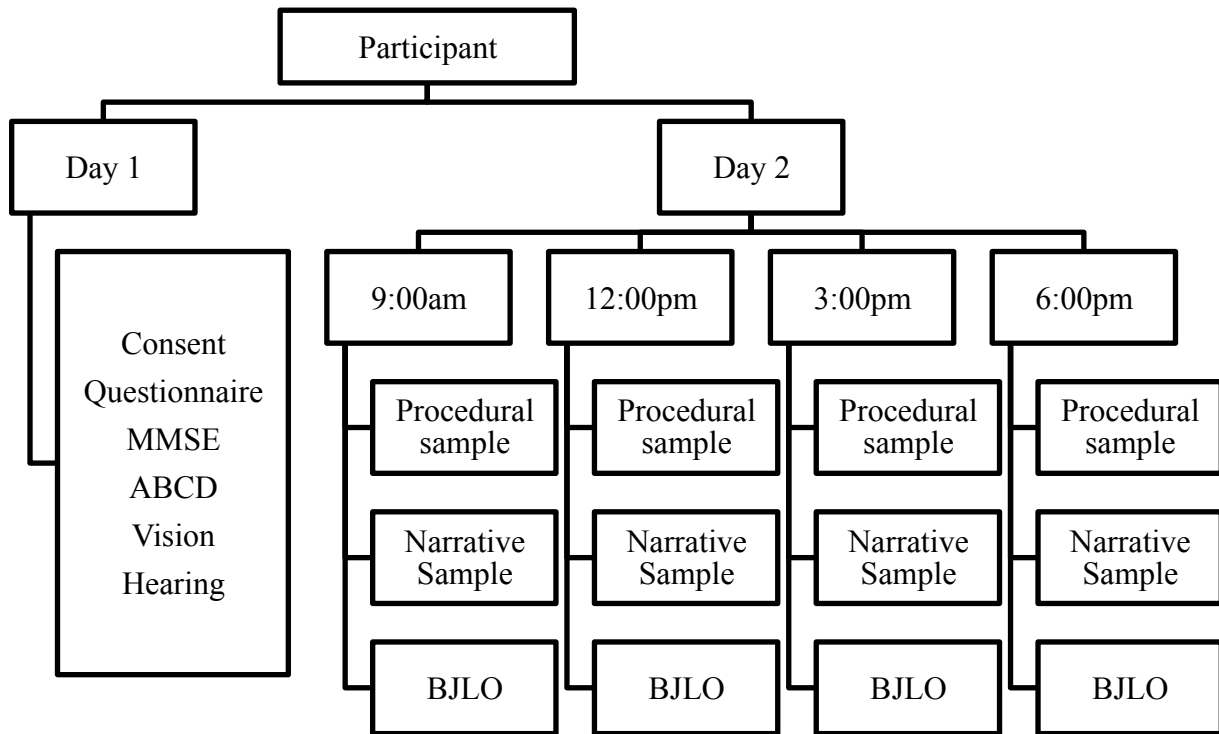 Participant
Day 1
Day 2
Consent
Questionnaire
MMSE
ABCD
Vision
Hearing
9:00am
12:00pm
3:00pm
6:00pm
Procedural
sample
Procedural
sample
Procedural
sample
Procedural
sample
Narrative
Sample
Narrative
Sample
Narrative
Sample
Narrative
Sample
BJLO
BJLO
BJLO
BJLO